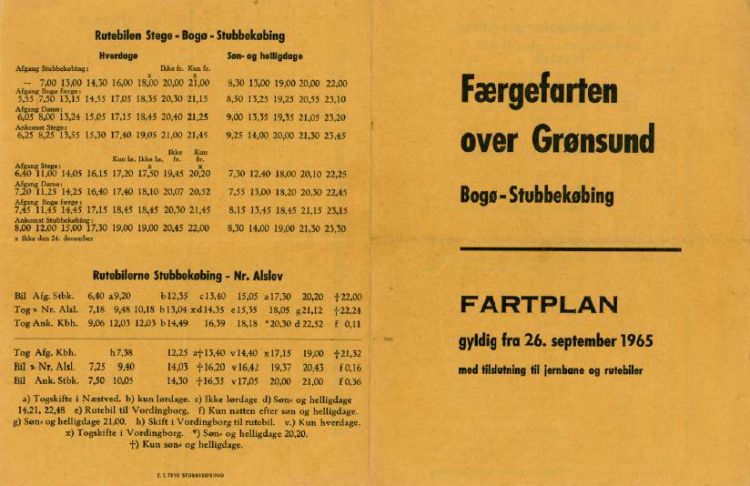 Rutebilen Stege - Bogø - Stubbekøbing
Hverdage Søn- og helligdage
Afgang Stubbekøbing: Ikke fr. Kun fr.
x
— 7,00 13,00 14,30 16,00 18,00 20,00 21,00 8,30 13,00 19,00 20,00 22,00
Afgang Bogø færge:
5,55 7,50 13,15 14,55 17,05 18,35 20,30 21,15 8,50 13,25 19,25 20,55 23,10
Afgang Damе:
6,05 8,00 13,24 15,05 17,15 18,45 20,40 21,25 9,00 13,35 19,35 21,05 23,20
Ankomst Stege:
6,25 8,25 13,55 15,30 17,40 19,05 21,00 21,45 9,25 14,00 20,00 21,30 23,45
Ikke Kun
Kun lø. Ikke lø. fr. fr.
Afgang Stege: x x
6,40 11,00 14,05 16,15 17,20 17,50 19,45 20,20 7,30 12,40 18,00 20,10 22,25
Afgang Dame:
7,20 11,25 14,25 16,40 17,40 18,10 20,07 20,52 7,55 13,00 18,20 20,30 22,45
Afgang Bogø færge:
7,45 11,45 14,45 17,15 18,45 18,45 20,30 21,45 8,15 13,45 18,45 21,15 23,15
Ankomst Stubbekøbing:
8,00 12,00 15,00 17,30 19,00 19,00 20,45 22,00 8,30 14,00 19,00 21,30 23,30
x Ikke den 24. december
Rutebilerne Stubbekøbing - Nr. Alslev
Bil Afg. Stbk. 6,40 a9,20 b12,35 c13,40 15,05 a17,30 20,20 †22,00
Tog » Nr. Alsl. 7,18 9,48 10,18 b13,04 xd14,35 e15,35 18,05 g21,12 †22,24
Tog Ank. Kbh. 9,06 12,03 12,03 b14,49 16,39 18,18 *20,30 d22,52 f 0,11
Tog Afg. Kbh. h7,38 12,25 a†13,40 v14,40 x17,15 19,00 †21,32
Bil » Nr. Alsl. 7,25 9,40 14,03 †16,20 v16,42 19,37 20,43 f 0,16
Bil Ank. Stbk. 7,50 10,05 14,30 †16,35 v17,05 20,00 21,00 f 0,36
a) Togskifte i Næstved. b) kun lørdage. c) Ikke lørdage d) Søn- og helligdage
14,21, 22,48 e) Rutebil til Vordingborg. f) Kun natten efter søn og helligdage.
g) Søn- og helligdage 21,00. h) Skift i Vordingborg til rutebil. v.) Kun hverdage.
x) Togskifte i Vordingborg. *) Søn- og helligdage 20,20.
†) Kun søn- og helligdage.
E. S. TRYK STUBBEKØBING
Færgefarten
over Grønsund
Bogø - Stubbekøbing
FARTPLAN
gyldig fra 26. september 1965
med tilslutning til jernbane og rutebiler